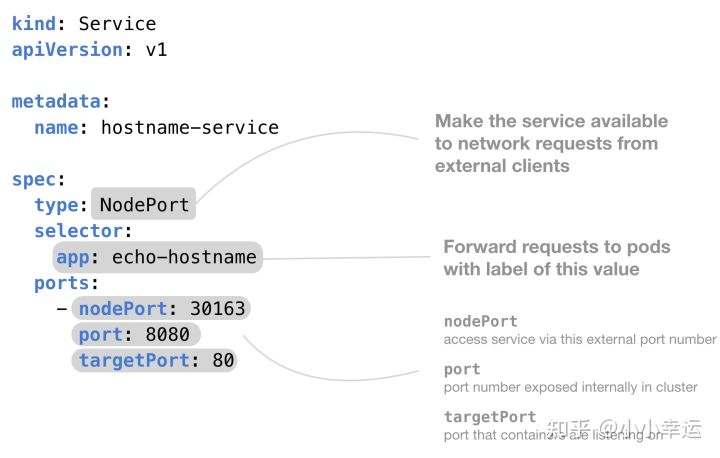 kind: Service
apiVersion: v1
metadata:
name: hostname-service
spec:
type: NodePort
selector:
app: echo-hostname
ports:
- nodePort: 30163
port: 8080
targetPort: 80
Make the service available
to network requests from
external clients
Forward requests to pods
with label of this value
nodePort
access service via this external port number
port
port number exposed internally in cluster
targetPort
port that containers are listening on
知乎 @小小幸运